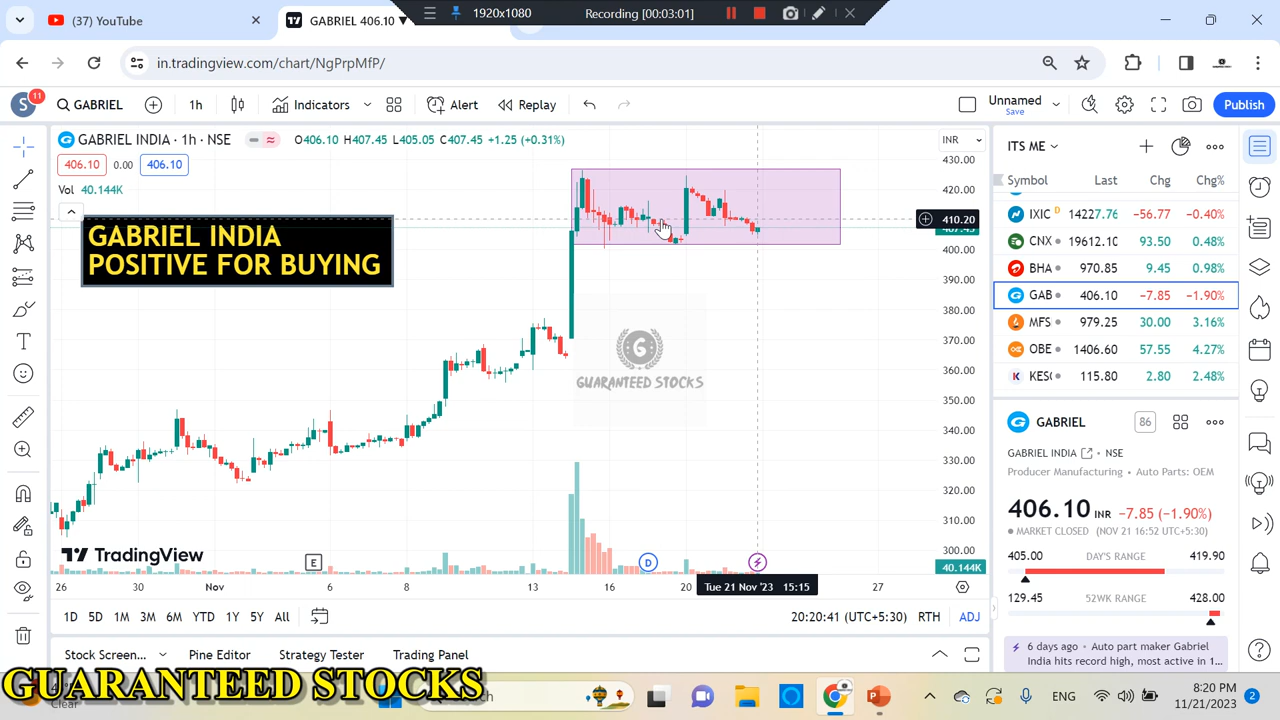 (37) YouTube
GABRIEL 406.10 ▼
1920x1080
Recording [00:03:01]
in.tradingview.com/chart/NgPrpMfP/
S
11
GABRIEL
1h
Indicators
Alert
Replay
Unnamed
Save
Publish
GABRIEL INDIA · 1h · NSE
O406.10 H407.45 L405.05 C407.45 +1.25 (+0.31%)
406.10 0.00 406.10
Vol 40.144K
INR
GABRIEL INDIA
POSITIVE FOR BUYING
430.00
420.00
410.20
400.00
390.00
380.00
370.00
360.00
350.00
340.00
330.00
320.00
310.00
300.00
40.144K
G
GUARANTEED STOCKS
TradingView
E
D
26 30 Nov 6 8 13 16 20 Tue 21 Nov '23 15:15 27
1D 5D 1M 3M 6M YTD 1Y 5Y All
20:20:41 (UTC+5:30) RTH ADJ
Stock Screen...
Pine Editor
Strategy Tester
Trading Panel
ITS ME
Symbol Last Chg Chg%
IXIC D 14227.76 −56.77 −0.40%
CNX 19612.10 93.50 0.48%
BHA 970.85 9.45 0.98%
GAB 406.10 −7.85 −1.90%
MFS 979.25 30.00 3.16%
OBE 1406.60 57.55 4.27%
KESC 115.80 2.80 2.48%
GABRIEL
86
GABRIEL INDIA • NSE
Producer Manufacturing • Auto Parts: OEM
406.10 INR −7.85 (−1.90%)
MARKET CLOSED (NOV 21 16:52 UTC+5:30)
405.00 DAY'S RANGE 419.90
129.45 52WK RANGE 428.00
6 days ago • Auto part maker Gabriel
India hits record high, most active in 1...
GUARANTEED STOCKS
Clear
ENG
8:20 PM
11/21/2023
2